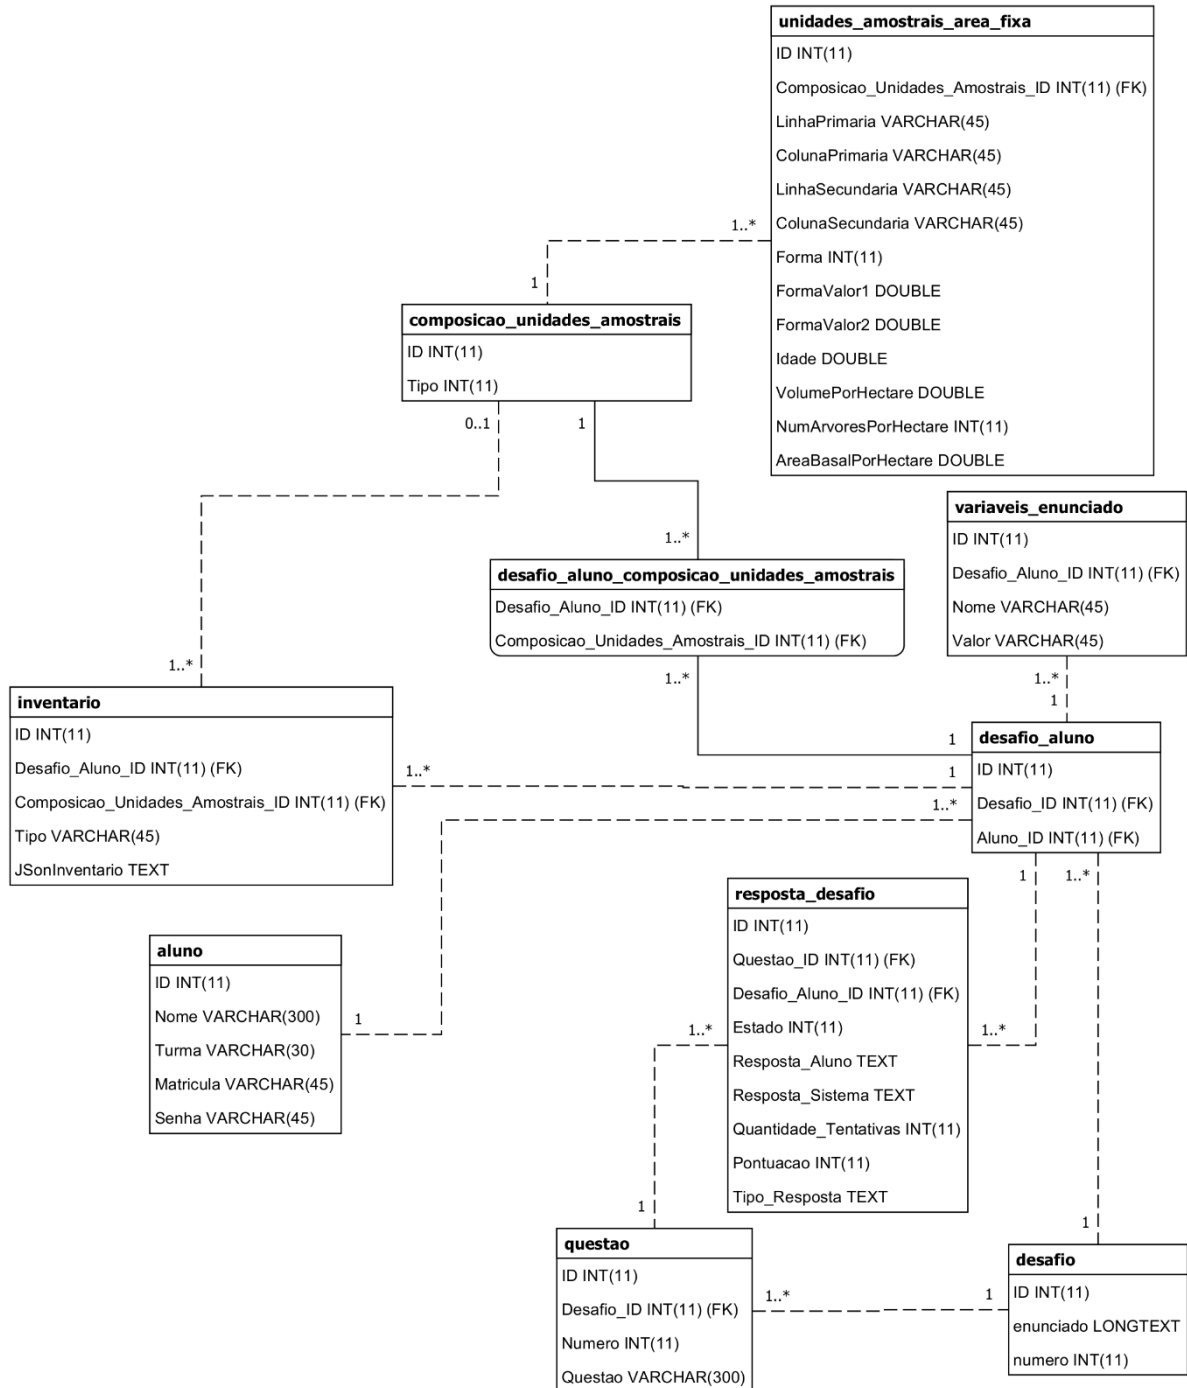 unidades_amostrais_area_fixa
ID INT(11)
Composicao_Unidades_Amostrais_ID INT(11) (FK)
LinhaPrimaria VARCHAR(45)
ColunaPrimaria VARCHAR(45)
LinhaSecundaria VARCHAR(45)
ColunaSecundaria VARCHAR(45)
Forma INT(11)
FormaValor1 DOUBLE
FormaValor2 DOUBLE
Idade DOUBLE
VolumePorHectare DOUBLE
NumArvoresPorHectare INT(11)
AreaBasalPorHectare DOUBLE
1..*
1
composicao_unidades_amostrais
ID INT(11)
Tipo INT(11)
0..1
1
1..*
desafio_aluno_composicao_unidades_amostrais
Desafio_Aluno_ID INT(11) (FK)
Composicao_Unidades_Amostrais_ID INT(11) (FK)
1..*
1
variaveis_enunciado
ID INT(11)
Desafio_Aluno_ID INT(11) (FK)
Nome VARCHAR(45)
Valor VARCHAR(45)
1..*
1
1..*
inventario
ID INT(11)
Desafio_Aluno_ID INT(11) (FK)
Composicao_Unidades_Amostrais_ID INT(11) (FK)
Tipo VARCHAR(45)
JSonInventario TEXT
1..*
1
desafio_aluno
ID INT(11)
Desafio_ID INT(11) (FK)
Aluno_ID INT(11) (FK)
1..*
1
1..*
aluno
ID INT(11)
Nome VARCHAR(300)
Turma VARCHAR(30)
Matricula VARCHAR(45)
Senha VARCHAR(45)
1
resposta_desafio
ID INT(11)
Questao_ID INT(11) (FK)
Desafio_Aluno_ID INT(11) (FK)
Estado INT(11)
Resposta_Aluno TEXT
Resposta_Sistema TEXT
Quantidade_Tentativas INT(11)
Pontuacao INT(11)
Tipo_Resposta TEXT
1..*
1..*
1
1
questao
ID INT(11)
Desafio_ID INT(11) (FK)
Numero INT(11)
Questao VARCHAR(300)
1..*
1
desafio
ID INT(11)
enunciado LONGTEXT
numero INT(11)